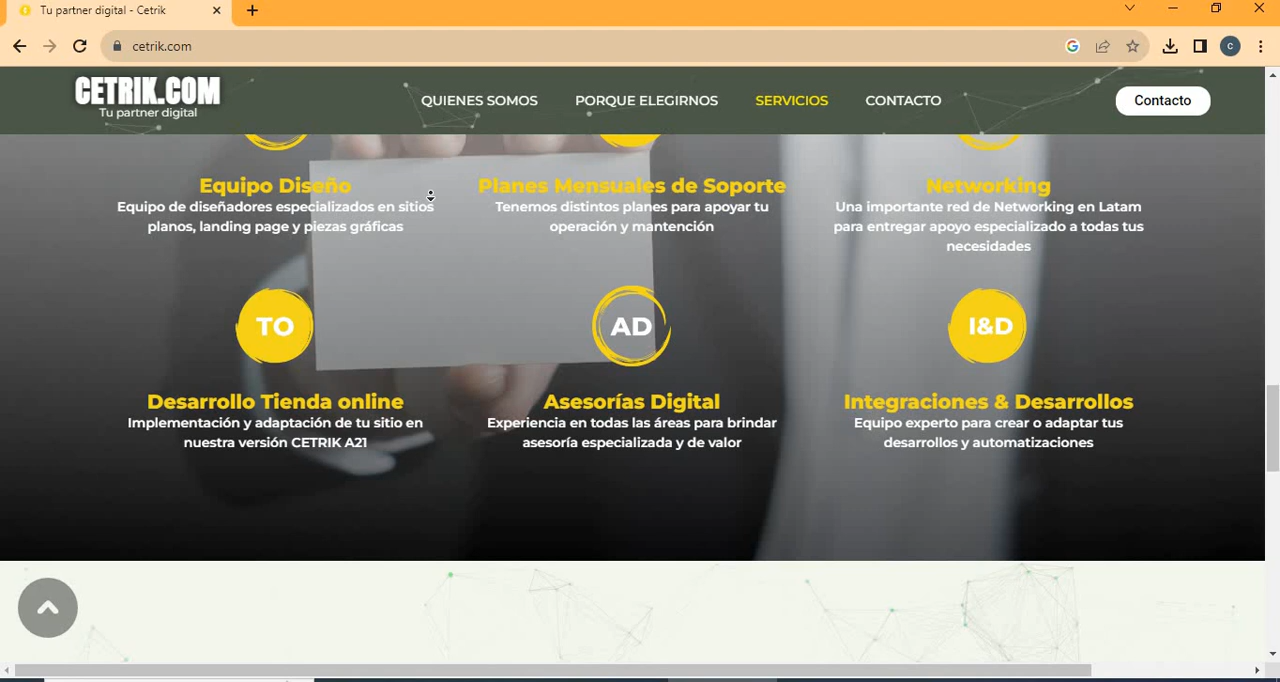 Tu partner digital - Cetrik
cetrik.com
C
CETRIK.COM
Tu partner digital
QUIENES SOMOS
PORQUE ELEGIRNOS
SERVICIOS
CONTACTO
Contacto
Equipo Diseño
Equipo de diseñadores especializados en sitios
planos, landing page y piezas gráficas
Planes Mensuales de Soporte
Tenemos distintos planes para apoyar tu
operación y mantención
Networking
Una importante red de Networking en Latam
para entregar apoyo especializado a todas tus
necesidades
TO
Desarrollo Tienda online
Implementación y adaptación de tu sitio en
nuestra versión CETRIK A21
AD
Asesorías Digital
Experiencia en todas las áreas para brindar
asesoría especializada y de valor
I&D
Integraciones & Desarrollos
Equipo experto para crear o adaptar tus
desarrollos y automatizaciones